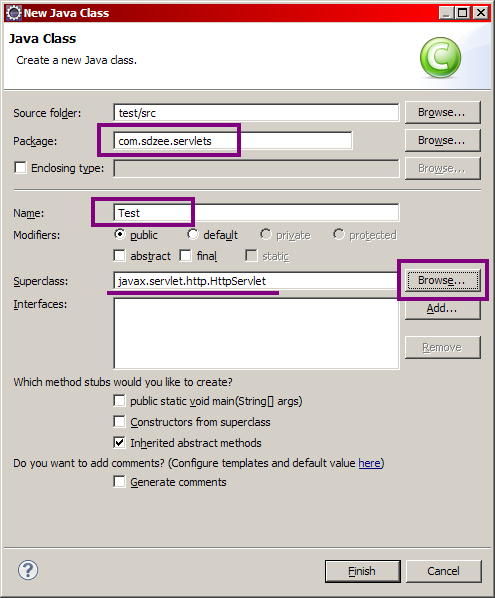 New Java Class
Java Class
Create a new Java class.
C
Source folder: test/src Browse...
Package: com.sdzee.servlets Browse...
Enclosing type: Browse...
Name: Test
Modifiers: public default private protected
abstract final static
Superclass: javax.servlet.http.HttpServlet Browse...
Interfaces: Add...
Remove
Which method stubs would you like to create?
public static void main(String[] args)
Constructors from superclass
Inherited abstract methods
Do you want to add comments? (Configure templates and default value here)
Generate comments
? Finish Cancel